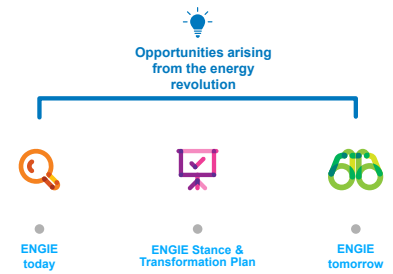 Opportunities arising
from the energy
revolution
ENGIE
today
ENGIE Stance &
Transformation Plan
ENGIE
tomorrow